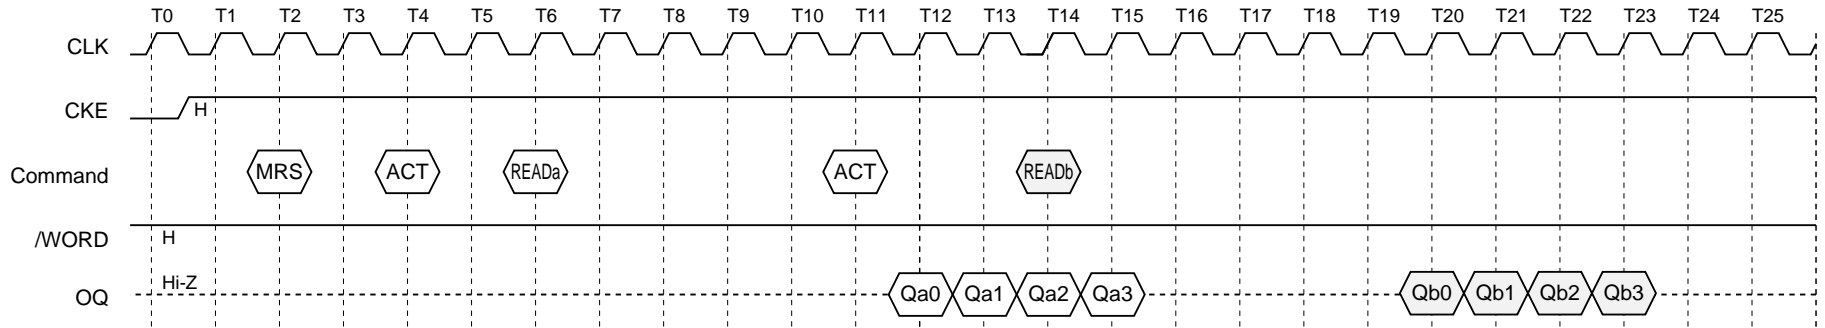 T0 T1 T2 T3 T4 T5 T6 T7 T8 T9 T10 T11 T12 T13 T14 T15 T16 T17 T18 T19 T20 T21 T22 T23 T24 T25
CLK
CKE H
Command MRS ACT READa ACT READb
/WORD H
OQ Hi-Z Qa0 Qa1 Qa2 Qa3 Qb0 Qb1 Qb2 Qb3